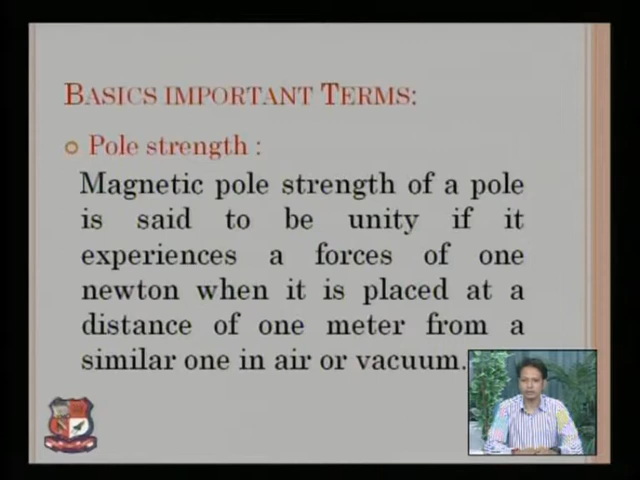 BASICS IMPORTANT TERMS:
Pole strength :
Magnetic pole strength of a pole
is said to be unity if it
experiences a forces of one
newton when it is placed at a
distance of one meter from a
similar one in air or vacuum.